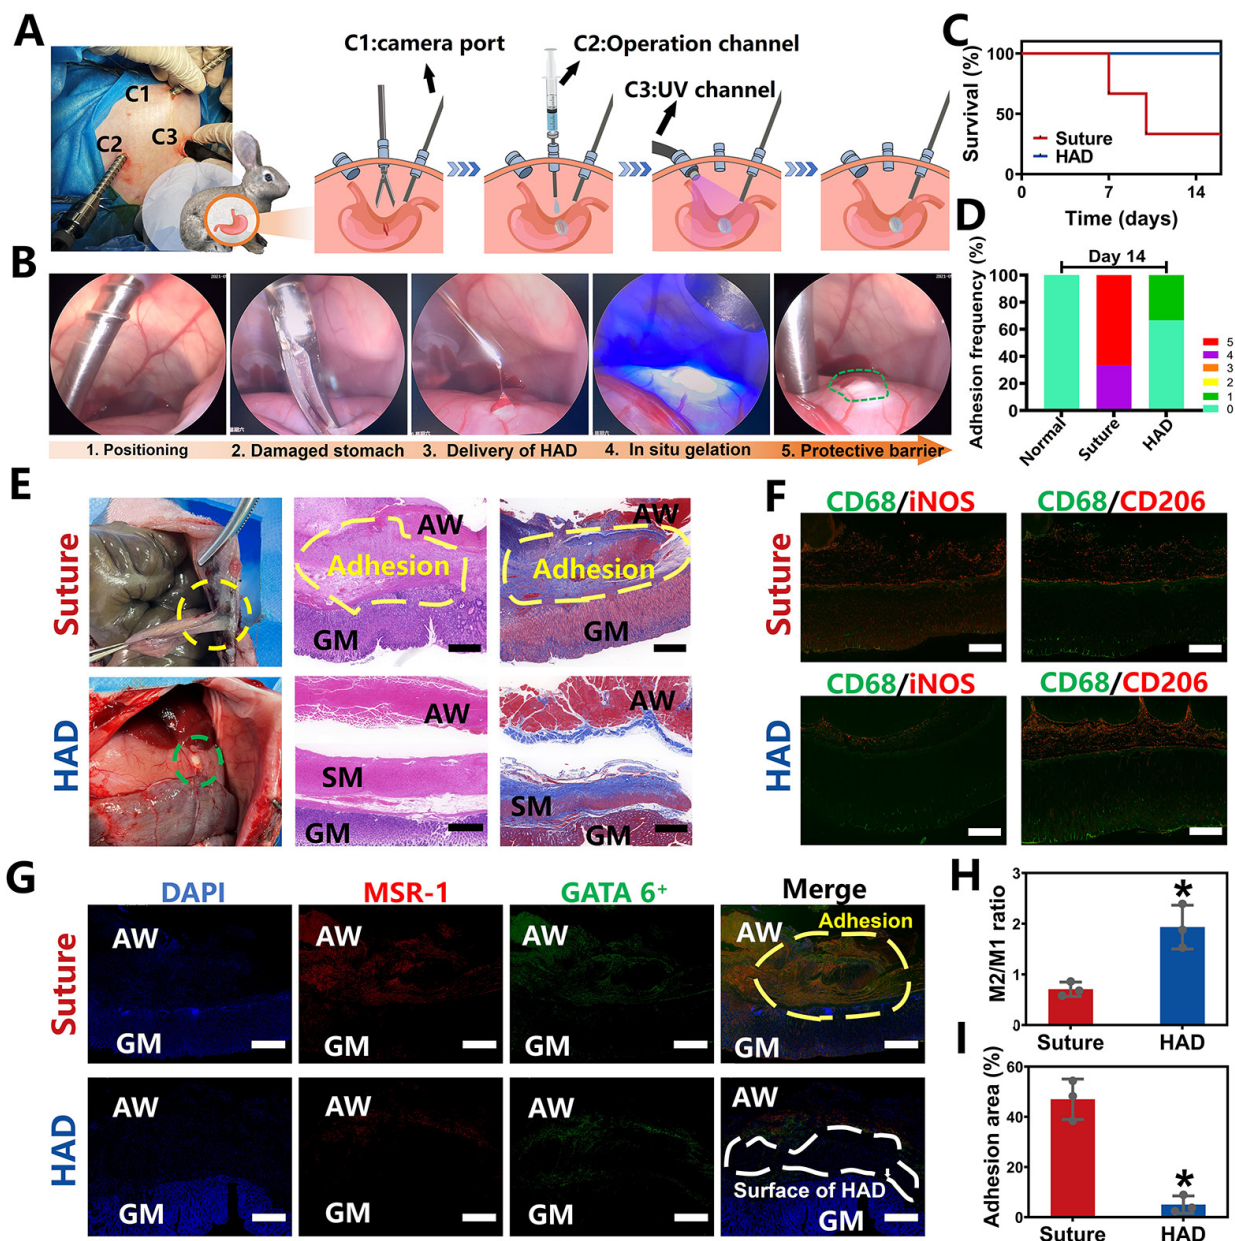 A
C1:camera port
C2:Operation channel
C3:UV channel
C1
C2
C3
B
1. Positioning
2. Damaged stomach
3. Delivery of HAD
4. In situ gelation
5. Protective barrier
C
Survival (%)
100
50
0
Suture
HAD
0 7 14
Time (days)
D
Adhesion frequency (%)
Day 14
100
80
60
40
20
0
Normal
Suture
HAD
5
4
3
2
1
0
E
Suture
AW
Adhesion
GM
AW
Adhesion
GM
HAD
AW
SM
GM
AW
SM
GM
F
Suture
CD68/iNOS
CD68/CD206
HAD
CD68/iNOS
CD68/CD206
G
DAPI
MSR-1
GATA 6⁺
Merge
Suture
AW
GM
AW
GM
AW
GM
AW
Adhesion
GM
HAD
AW
GM
AW
GM
AW
GM
AW
Surface of HAD
GM
H
M2/M1 ratio
3
2
1
0
*
Suture
HAD
I
Adhesion area (%)
60
40
20
0
*
Suture
HAD